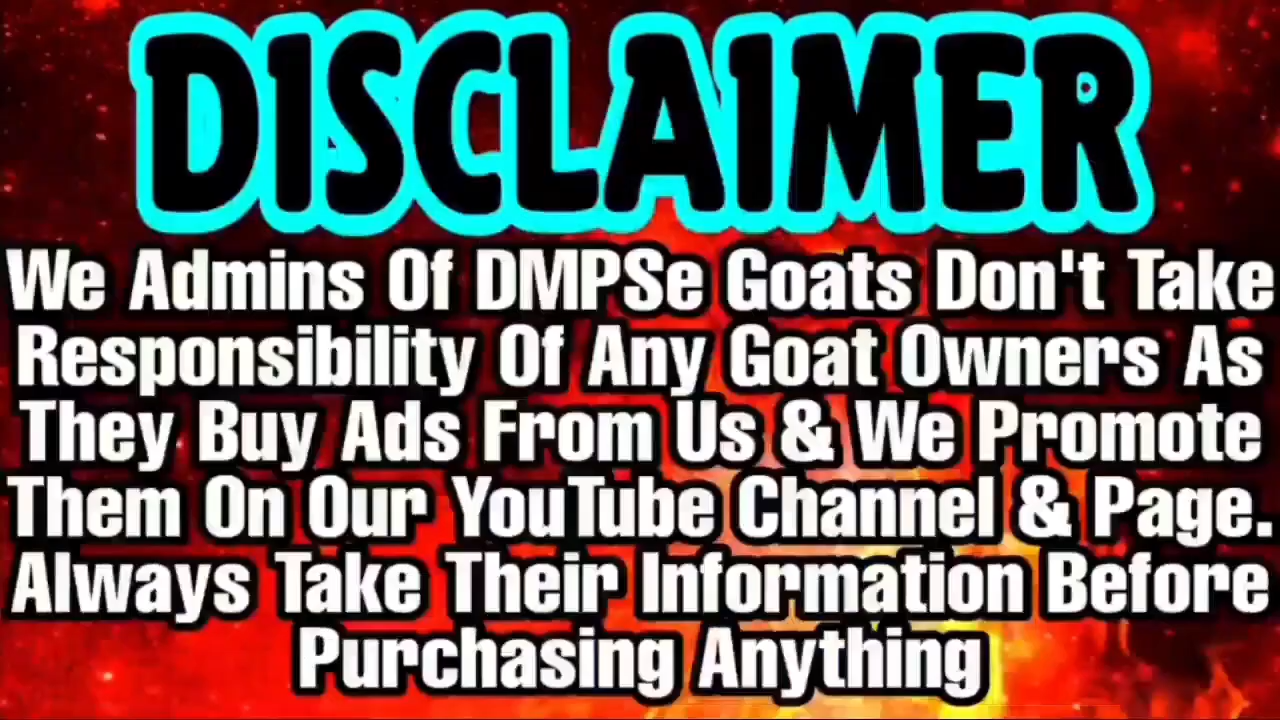 DISCLAIMER
We Admins Of DMPSe Goats Don't Take
Responsibility Of Any Goat Owners As
They Buy Ads From Us & We Promote
Them On Our YouTube Channel & Page.
Always Take Their Information Before
Purchasing Anything